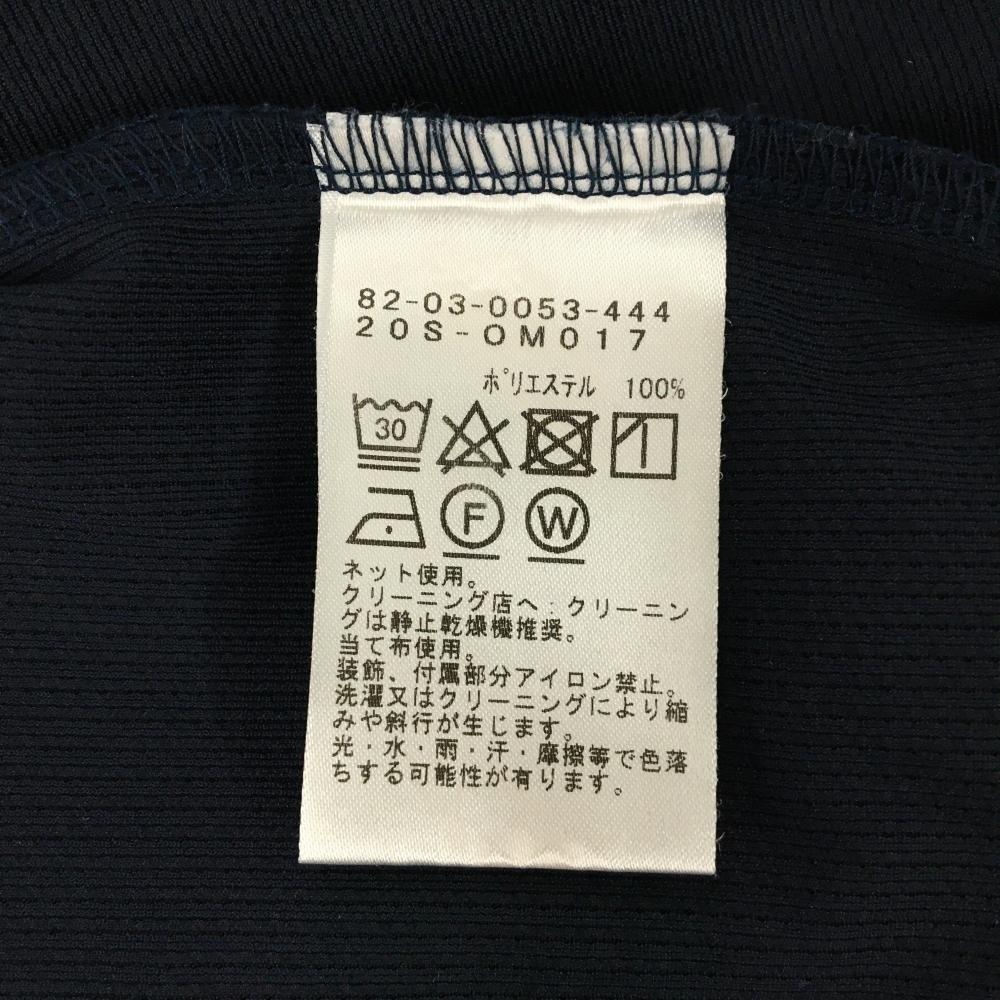 82-03-0053-444
20S-OM017
ポリエステル 100%
30
F W
ネット使用。
クリーニング店へ:クリーニン
グは静止乾燥機推奨。
当て布使用。
装飾、付属部分アイロン禁止。
洗濯又はクリーニングにより縮
みや斜行が生じます。
光・水・雨・汗・摩擦等で色落
ちする可能性が有ります。